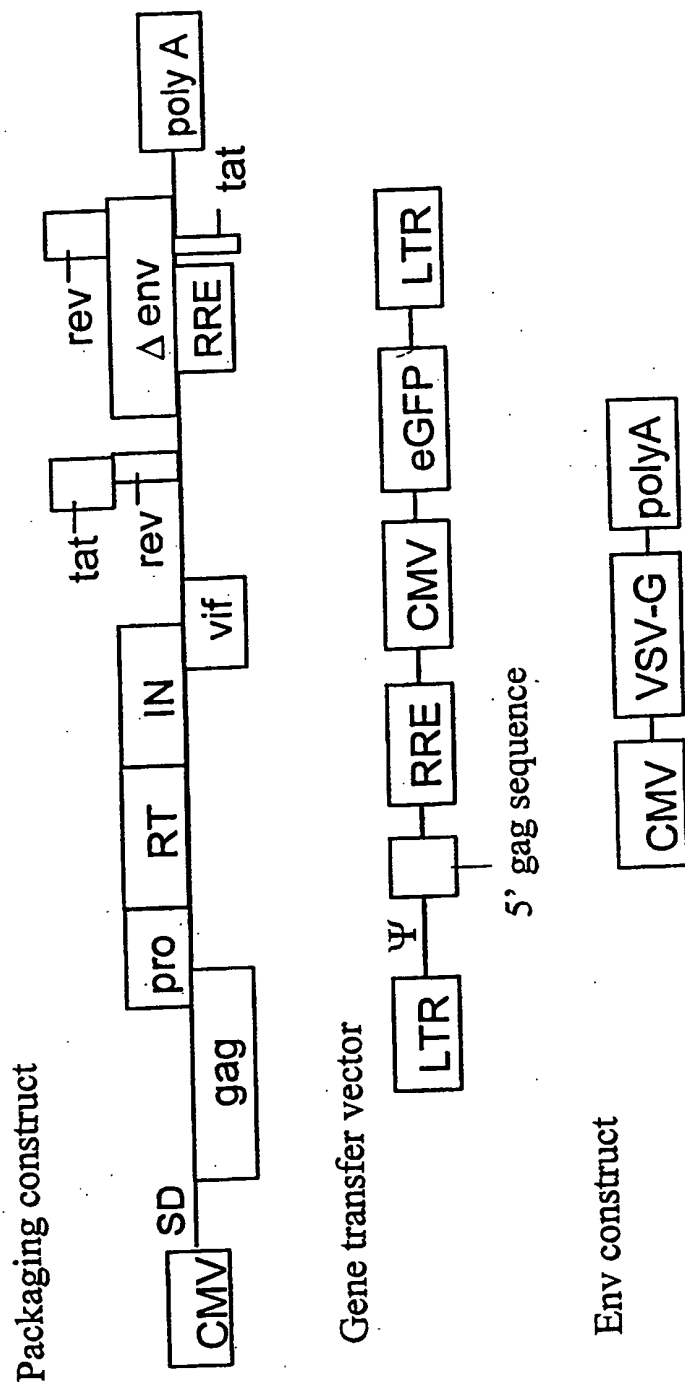 Packaging construct
CMV
SD
gag
pro
RT
IN
vif
tat
rev
rev
Δ env
RRE
tat
poly A
Gene transfer vector
LTR
Ψ
5' gag sequence
RRE
CMV
eGFP
LTR
Env construct
CMV
VSV-G
polyA